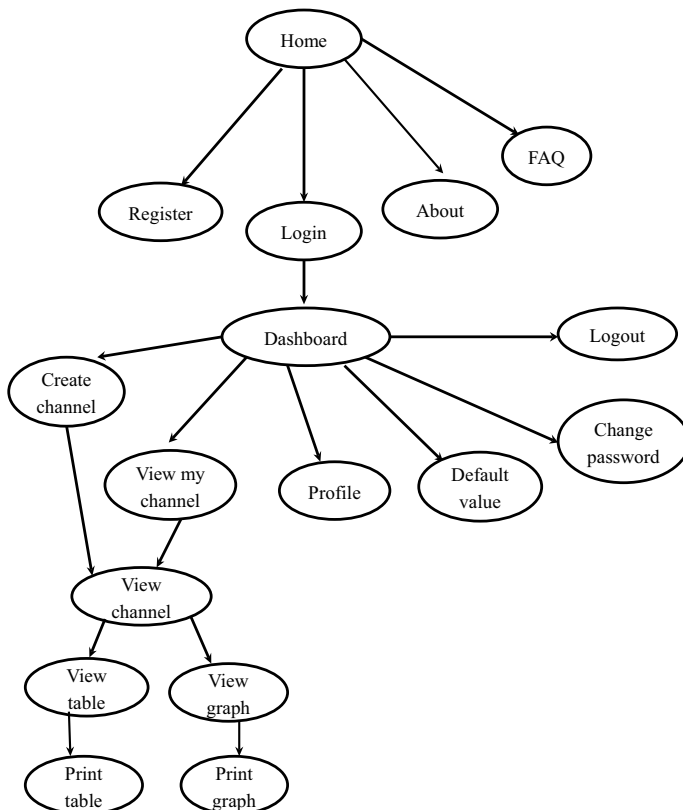 Home
FAQ
Register
About
Login
Dashboard
Logout
Create
channel
Change
password
View my
channel
Profile
Default
value
View
channel
View
table
View
graph
Print
table
Print
graph